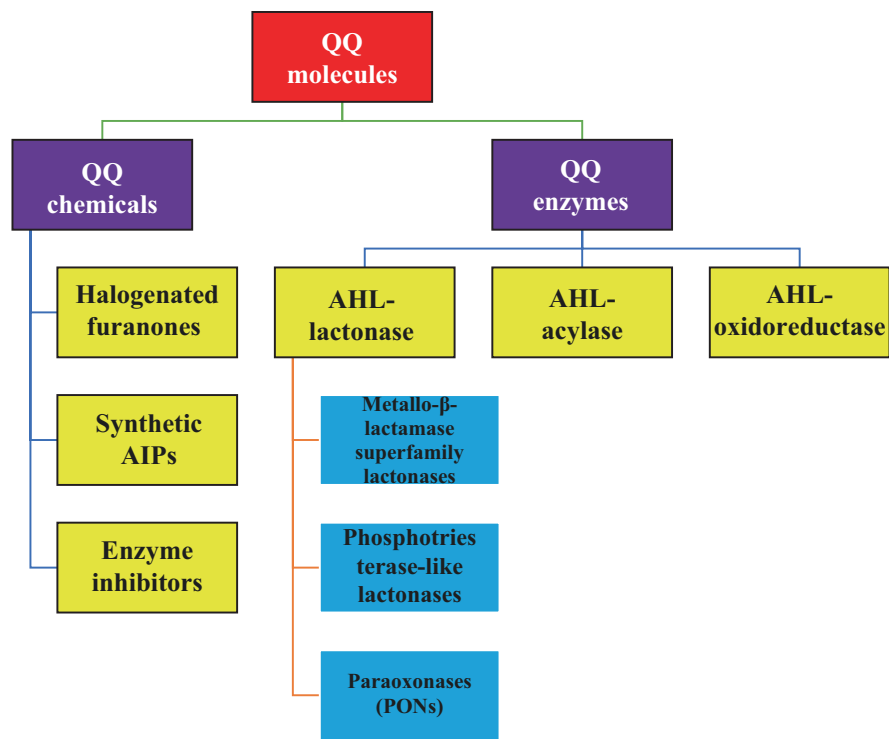 QQ
molecules
QQ
chemicals
QQ
enzymes
Halogenated
furanones
AHL-
lactonase
AHL-
acylase
AHL-
oxidoreductase
Synthetic
AIPs
Metallo-β-
lactamase
superfamily
lactonases
Enzyme
inhibitors
Phosphotries
terase-like
lactonases
Paraoxonases
(PONs)